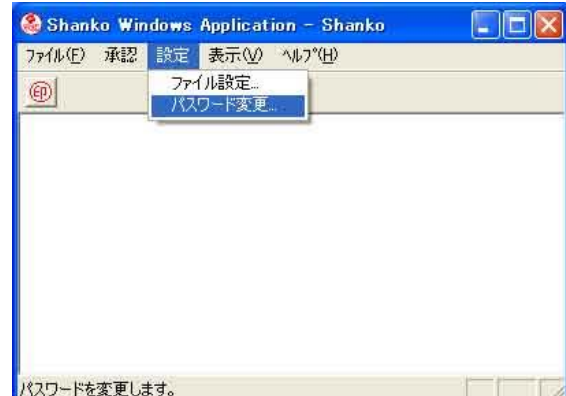 Shanko Windows Application - Shanko
ﾌｧｲﾙ(F) 承認 設定 表示(V) ﾍﾙﾌﾟ(H)
印
ファイル設定...
パスワード変更...
パスワードを変更します。